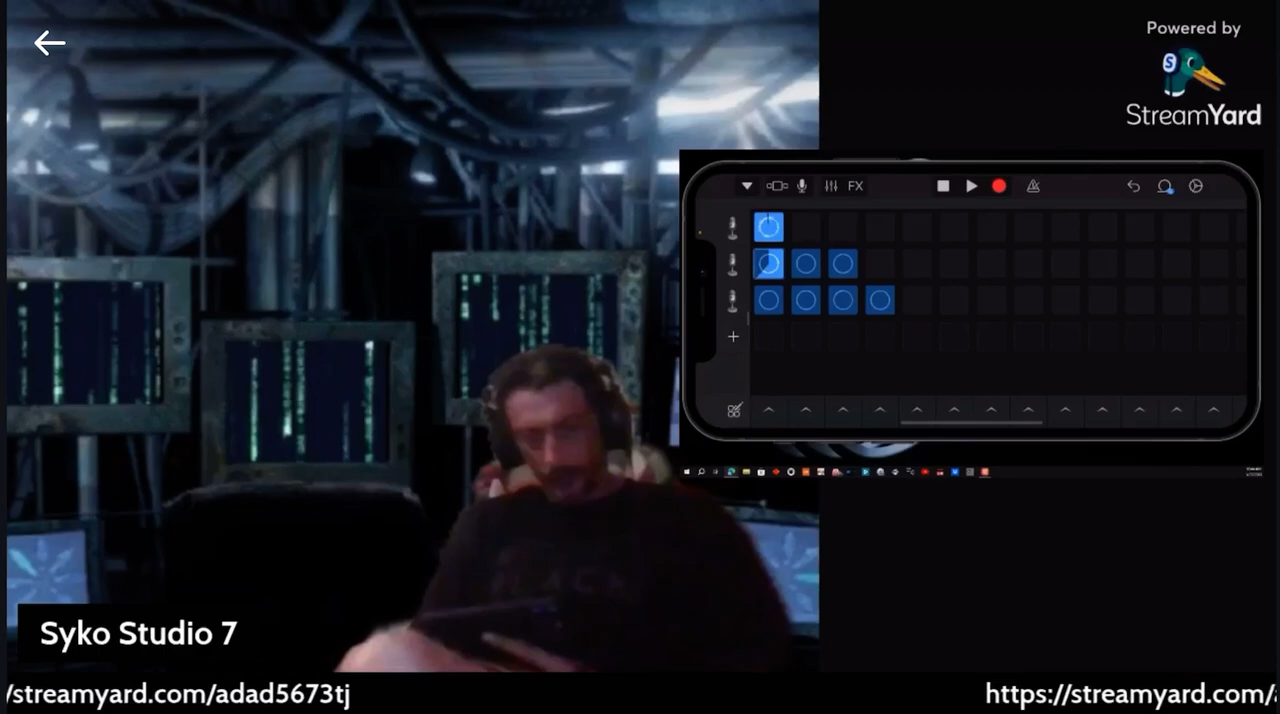 Powered by
StreamYard
FX
Syko Studio 7
/streamyard.com/adad5673tj
https://streamyard.com/a